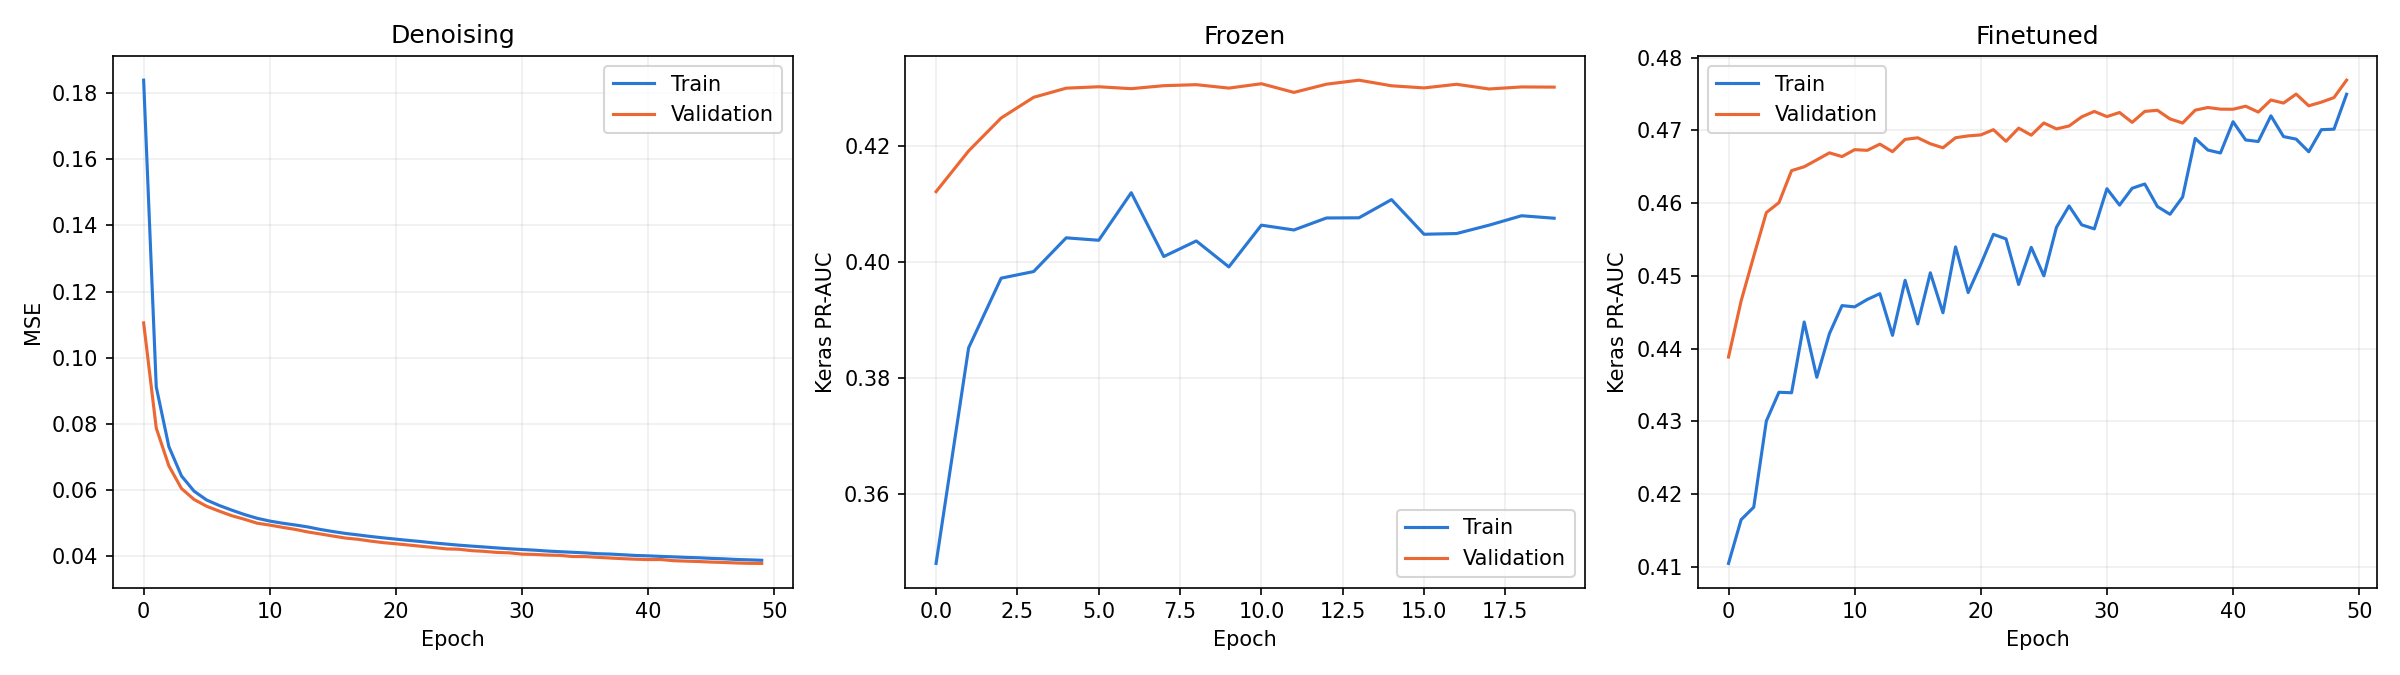 Denoising
MSE
0.18
0.16
0.14
0.12
0.10
0.08
0.06
0.04
0
10
20
30
40
50
Epoch
Train
Validation
Frozen
Keras PR-AUC
0.42
0.40
0.38
0.36
0.0
2.5
5.0
7.5
10.0
12.5
15.0
17.5
Epoch
Train
Validation
Finetuned
Keras PR-AUC
0.48
0.47
0.46
0.45
0.44
0.43
0.42
0.41
0
10
20
30
40
50
Epoch
Train
Validation